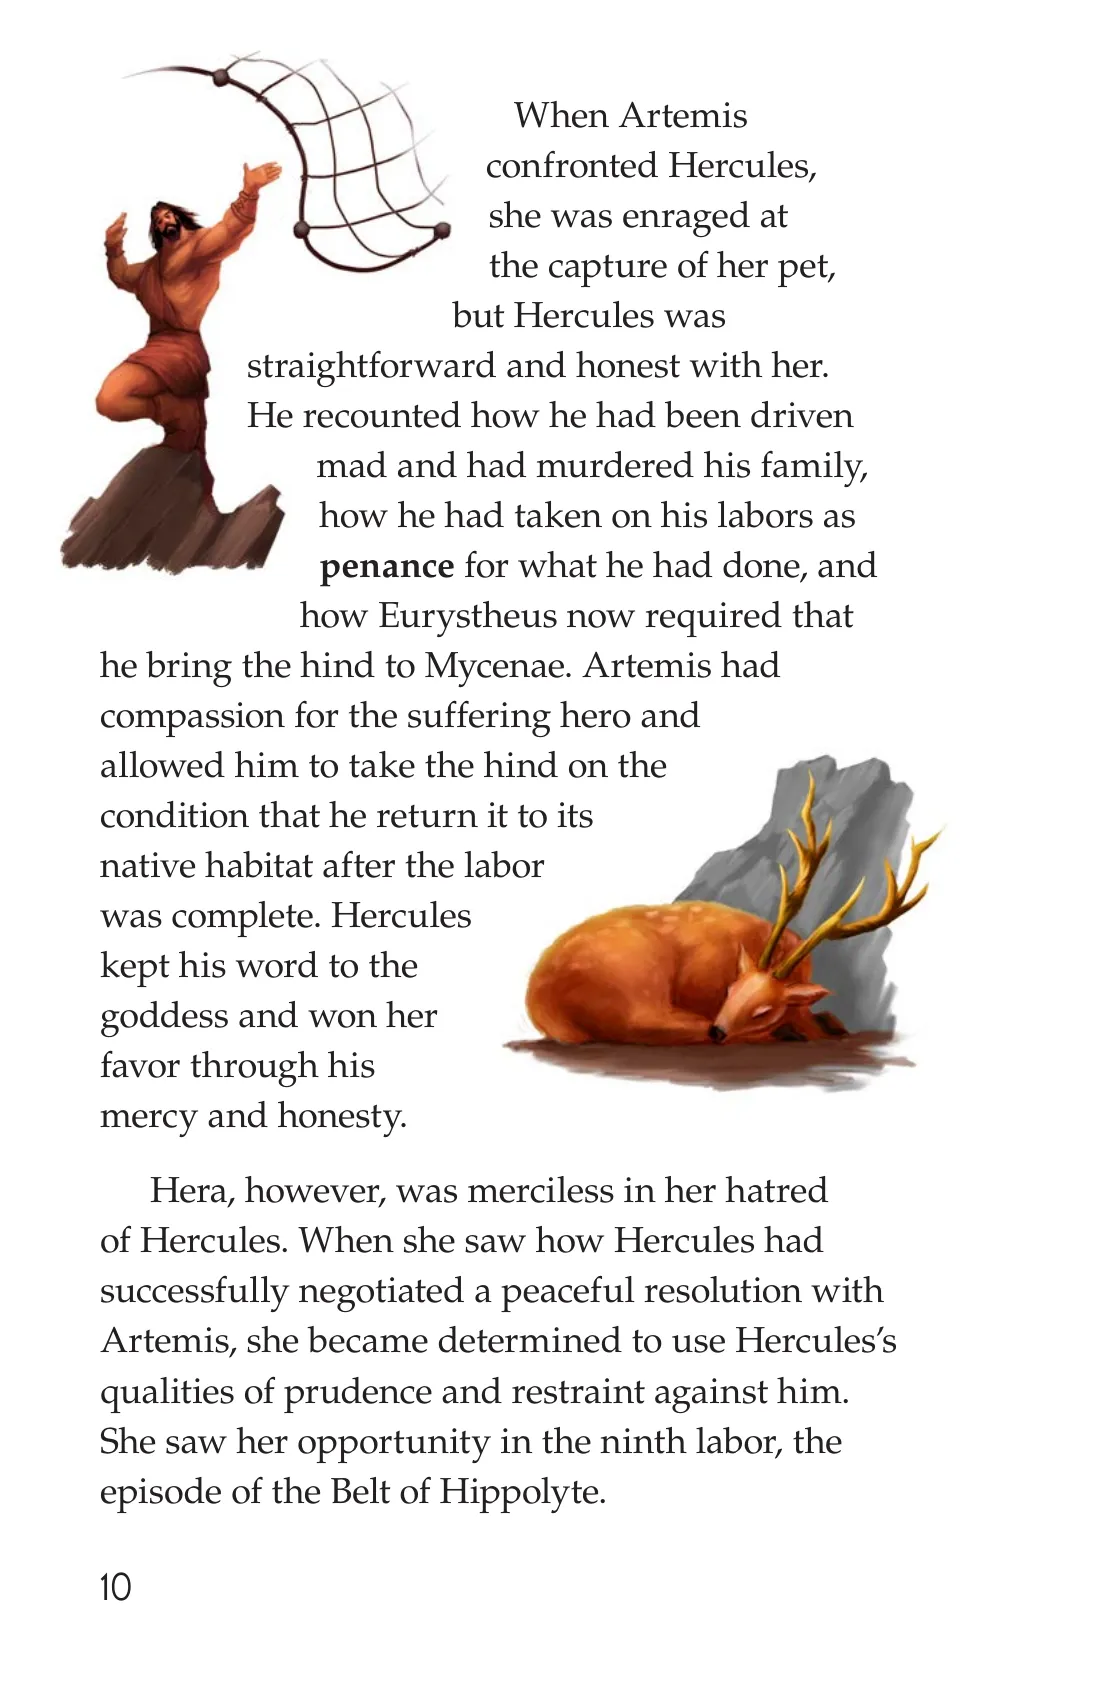 When Artemis
confronted Hercules,
she was enraged at
the capture of her pet,
but Hercules was
straightforward and honest with her.
He recounted how he had been driven
mad and had murdered his family,
how he had taken on his labors as
penance for what he had done, and
how Eurystheus now required that
he bring the hind to Mycenae. Artemis had
compassion for the suffering hero and
allowed him to take the hind on the
condition that he return it to its
native habitat after the labor
was complete. Hercules
kept his word to the
goddess and won her
favor through his
mercy and honesty.
Hera, however, was merciless in her hatred
of Hercules. When she saw how Hercules had
successfully negotiated a peaceful resolution with
Artemis, she became determined to use Hercules’s
qualities of prudence and restraint against him.
She saw her opportunity in the ninth labor, the
episode of the Belt of Hippolyte.
10